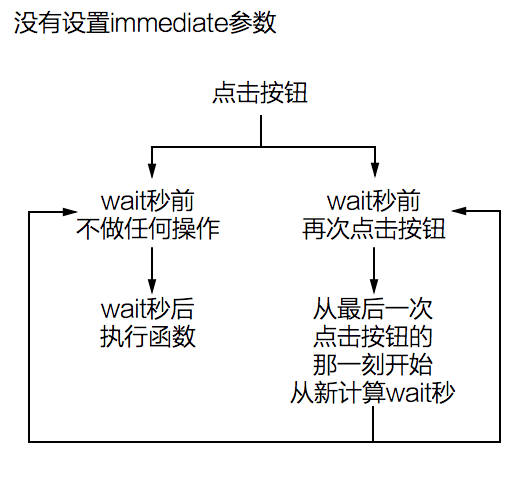 没有设置immediate参数
点击按钮
wait秒前
不做任何操作
wait秒前
再次点击按钮
wait秒后
执行函数
从最后一次
点击按钮的
那一刻开始
从新计算wait秒